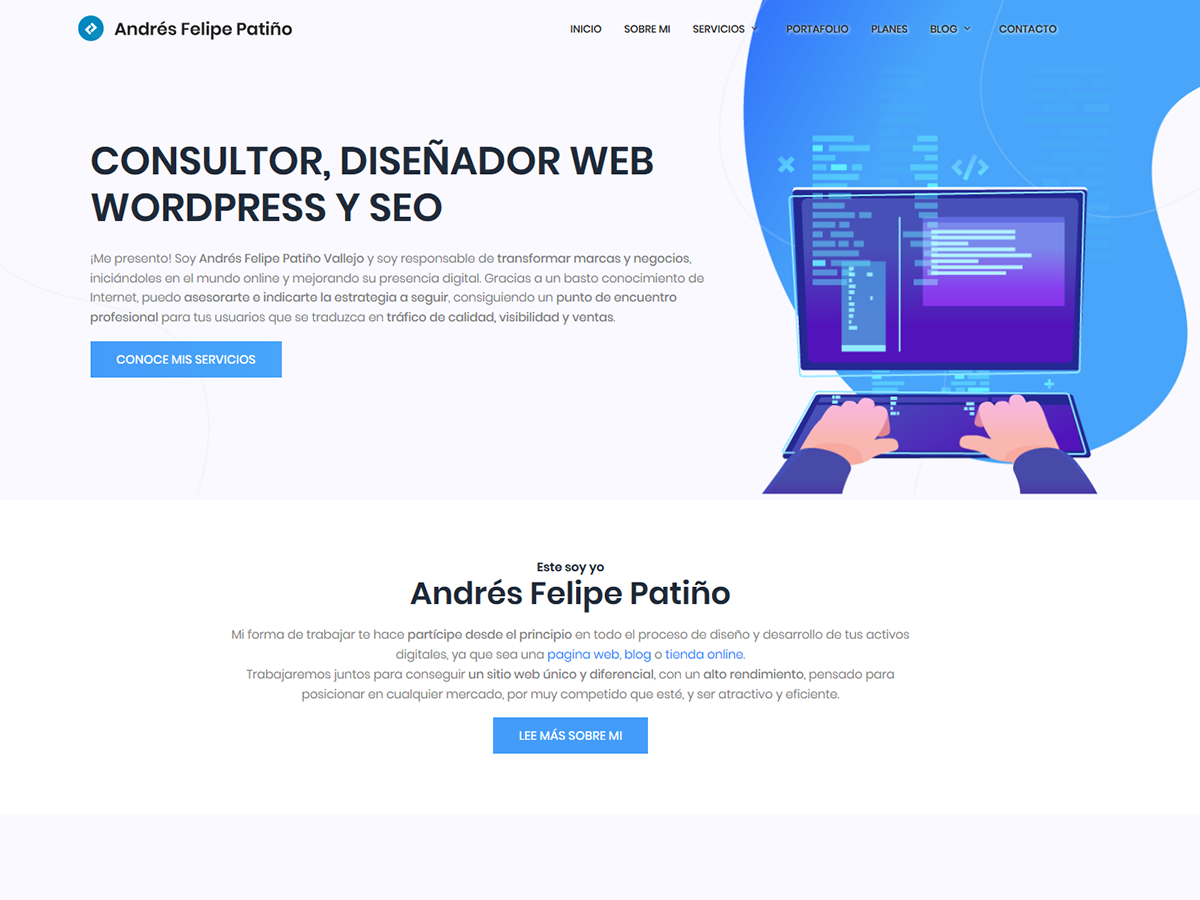 Andrés Felipe Patiño
INICIO SOBRE MI SERVICIOS PORTAFOLIO PLANES BLOG CONTACTO
CONSULTOR, DISEÑADOR WEB
WORDPRESS Y SEO
¡Me presento! Soy Andrés Felipe Patiño Vallejo y soy responsable de transformar marcas y negocios,
iniciándoles en el mundo online y mejorando su presencia digital. Gracias a un basto conocimiento de
Internet, puedo asesorarte e indicarte la estrategia a seguir, consiguiendo un punto de encuentro
profesional para tus usuarios que se traduzca en tráfico de calidad, visibilidad y ventas.
CONOCE MIS SERVICIOS
Este soy yo
Andrés Felipe Patiño
Mi forma de trabajar te hace partícipe desde el principio en todo el proceso de diseño y desarrollo de tus activos
digitales, ya que sea una pagina web, blog o tienda online.
Trabajaremos juntos para conseguir un sitio web único y diferencial, con un alto rendimiento, pensado para
posicionar en cualquier mercado, por muy competido que esté, y ser atractivo y eficiente.
LEE MÁS SOBRE MI